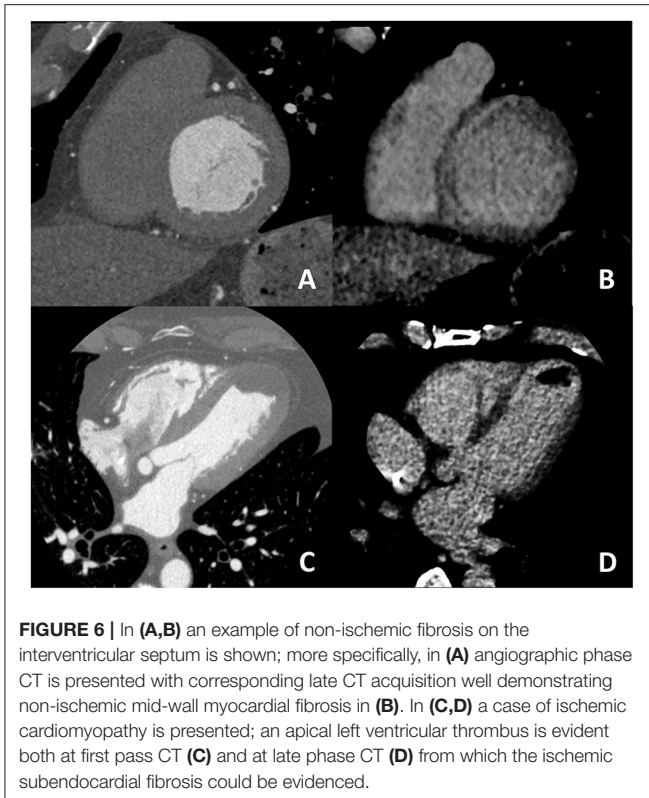 A
B
C
D
FIGURE 6 | In (A,B) an example of non-ischemic fibrosis on the
interventricular septum is shown; more specifically, in (A) angiographic phase
CT is presented with corresponding late CT acquisition well demonstrating
non-ischemic mid-wall myocardial fibrosis in (B). In (C,D) a case of ischemic
cardiomyopathy is presented; an apical left ventricular thrombus is evident
both at first pass CT (C) and at late phase CT (D) from which the ischemic
subendocardial fibrosis could be evidenced.